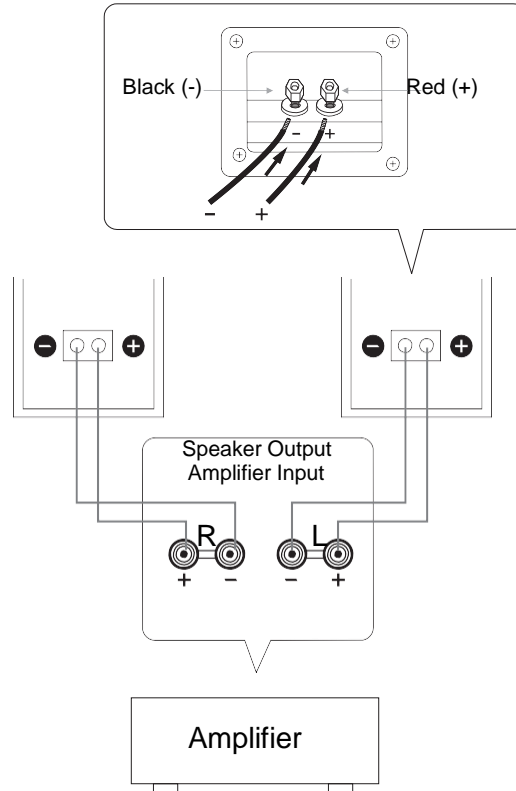 Black (-) Red (+)
- +
- +
- + - +
Speaker Output
Amplifier Input
R L
+ - - +
Amplifier